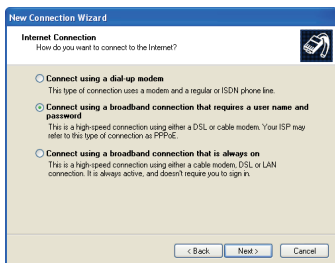 New Connection Wizard
Internet Connection
How do you want to connect to the Internet?
Connect using a dial-up modem
This type of connection uses a modem and a regular or ISDN phone line.
Connect using a broadband connection that requires a user name and
password
This is a high-speed connection using either a DSL or cable modem. Your ISP may
refer to this type of connection as PPPoE.
Connect using a broadband connection that is always on
This is a high-speed connection using either a cable modem, DSL or LAN
connection. It is always active, and doesn't require you to sign in.
< Back Next > Cancel